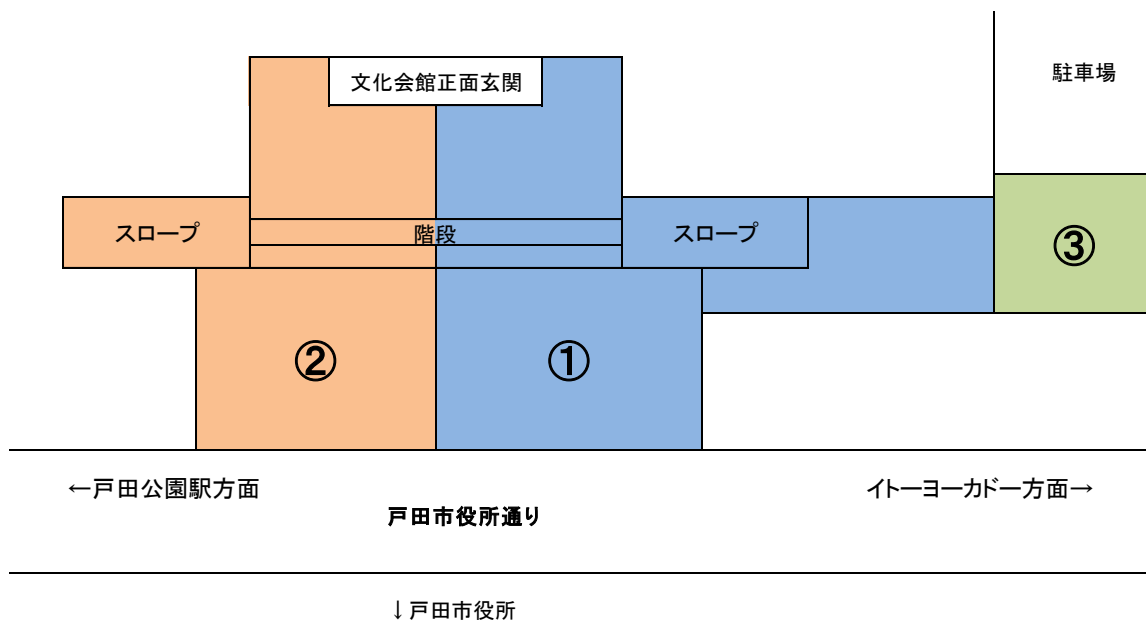 駐車場
文化会館正面玄関
スロープ
階段
スロープ
③
②
①
←戸田公園駅方面
イトーヨーカドー方面→
戸田市役所通り
↓戸田市役所